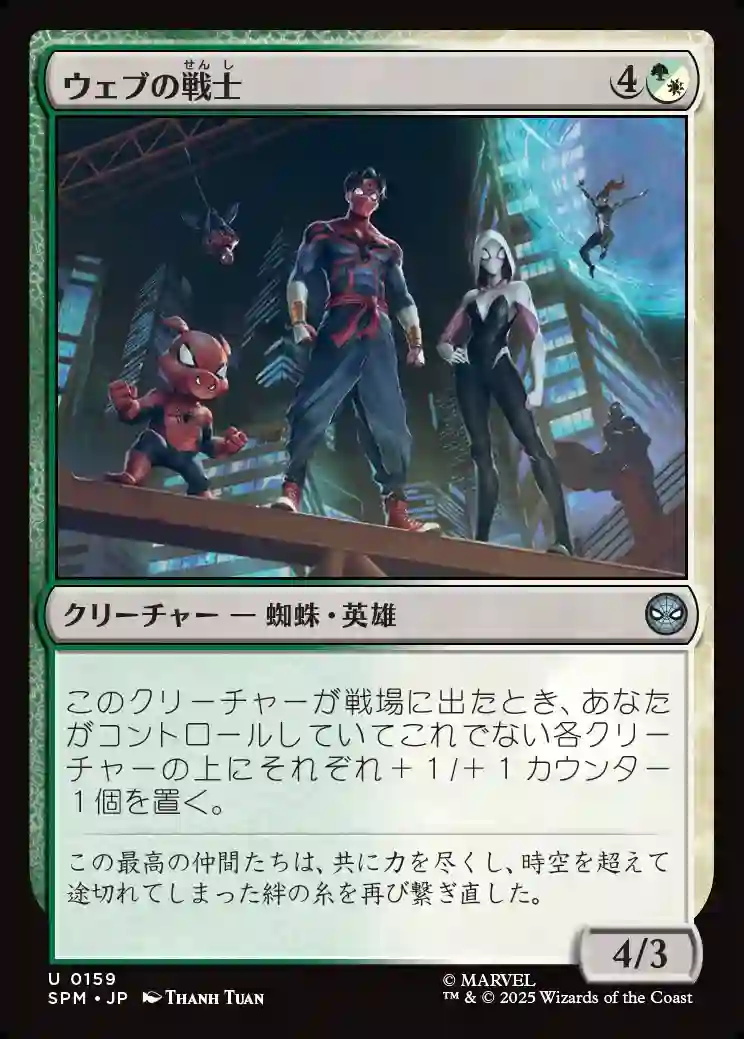 せんし
ウェブの戦士
4
クリーチャー — 蜘蛛・英雄
このクリーチャーが戦場に出たとき、あなた
がコントロールしていてこれでない各クリー
チャーの上にそれぞれ+1/+1カウンター
1個を置く。
この最高の仲間たちは、共に力を尽くし、時空を超えて
途切れてしまった絆の糸を再び繋ぎ直した。
4/3
U 0159
SPM • JP THANH TUAN
© MARVEL
™ & © 2025 Wizards of the Coast